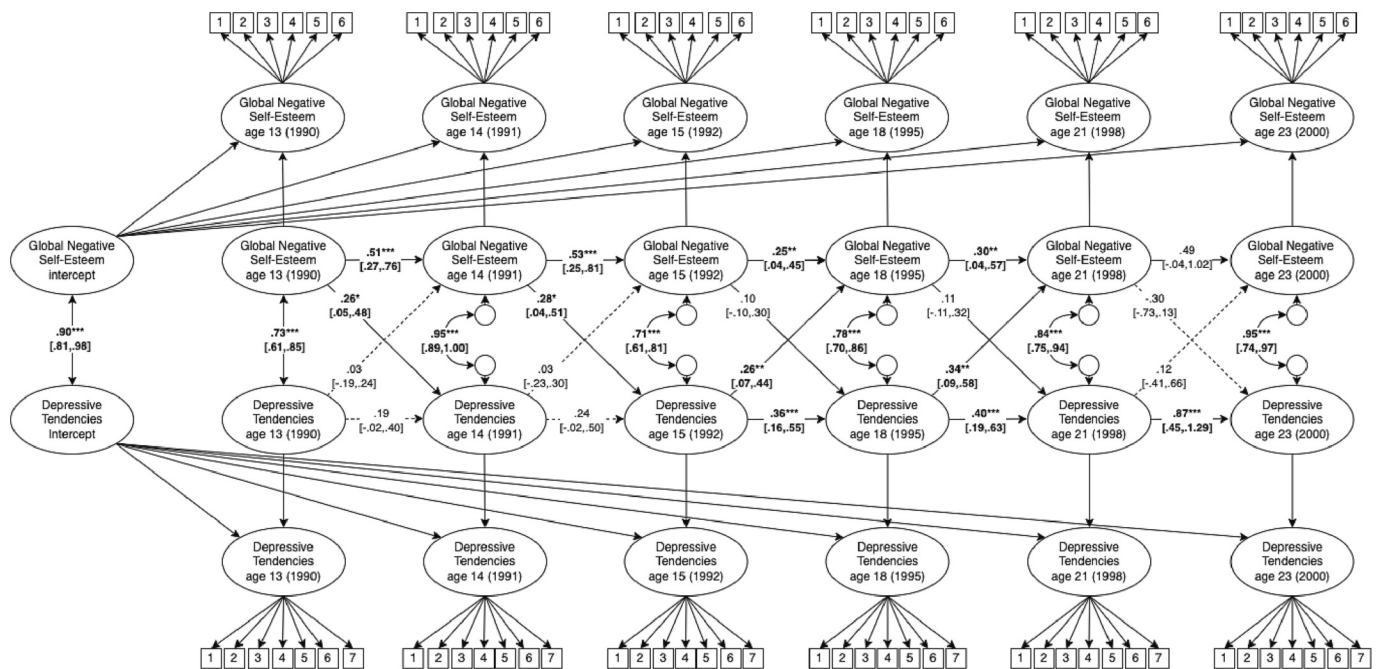 1 2 3 4 5 6
1 2 3 4 5 6
1 2 3 4 5 6
1 2 3 4 5 6
1 2 3 4 5 6
1 2 3 4 5 6
Global Negative
Self-Esteem
age 13 (1990)
Global Negative
Self-Esteem
age 14 (1991)
Global Negative
Self-Esteem
age 15 (1992)
Global Negative
Self-Esteem
age 18 (1995)
Global Negative
Self-Esteem
age 21 (1998)
Global Negative
Self-Esteem
age 23 (2000)
Global Negative
Self-Esteem
intercept
Global Negative
Self-Esteem
age 13 (1990)
.51***
[.27,.76]
Global Negative
Self-Esteem
age 14 (1991)
.53***
[.25,.81]
Global Negative
Self-Esteem
age 15 (1992)
.25**
[.04,.45]
Global Negative
Self-Esteem
age 18 (1995)
.30**
[.04,.57]
Global Negative
Self-Esteem
age 21 (1998)
.49
[-.04,1.02]
Global Negative
Self-Esteem
age 23 (2000)
.26*
[.05,.48]
.28*
[.04,.51]
.10
[-.10,.30]
.11
[-.11,.32]
-.30
[-.73,.13]
.90***
[.81,.98]
.73***
[.61,.85]
.95***
[.89,1.00]
.71***
[.61,.81]
.78***
[.70,.86]
.84***
[.75,.94]
.95***
[.74,.97]
.03
[-.19,.24]
.03
[-.23,.30]
.26**
[.07,.44]
.34**
[.09,.58]
.12
[-.41,.66]
Depressive
Tendencies
Intercept
Depressive
Tendencies
age 13 (1990)
.19
[-.02,.40]
Depressive
Tendencies
age 14 (1991)
.24
[-.02,.50]
Depressive
Tendencies
age 15 (1992)
.36***
[.16,.55]
Depressive
Tendencies
age 18 (1995)
.40***
[.19,.63]
Depressive
Tendencies
age 21 (1998)
.87***
[.45,.1.29]
Depressive
Tendencies
age 23 (2000)
Depressive
Tendencies
age 13 (1990)
Depressive
Tendencies
age 14 (1991)
Depressive
Tendencies
age 15 (1992)
Depressive
Tendencies
age 18 (1995)
Depressive
Tendencies
age 21 (1998)
Depressive
Tendencies
age 23 (2000)
1 2 3 4 5 6 7
1 2 3 4 5 6 7
1 2 3 4 5 6 7
1 2 3 4 5 6 7
1 2 3 4 5 6 7
1 2 3 4 5 6 7